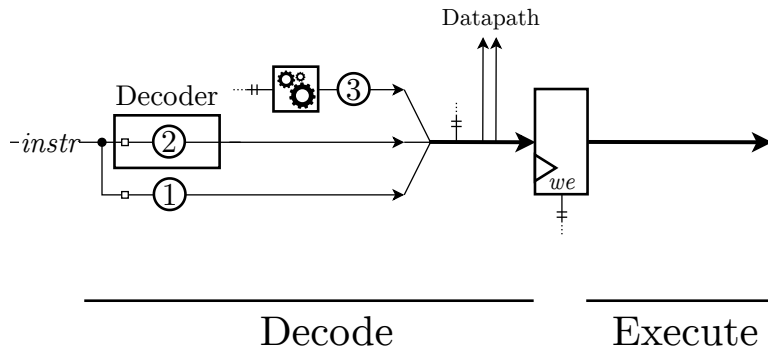 Datapath
3
Decoder
instr
2
1
we
Decode
Execute